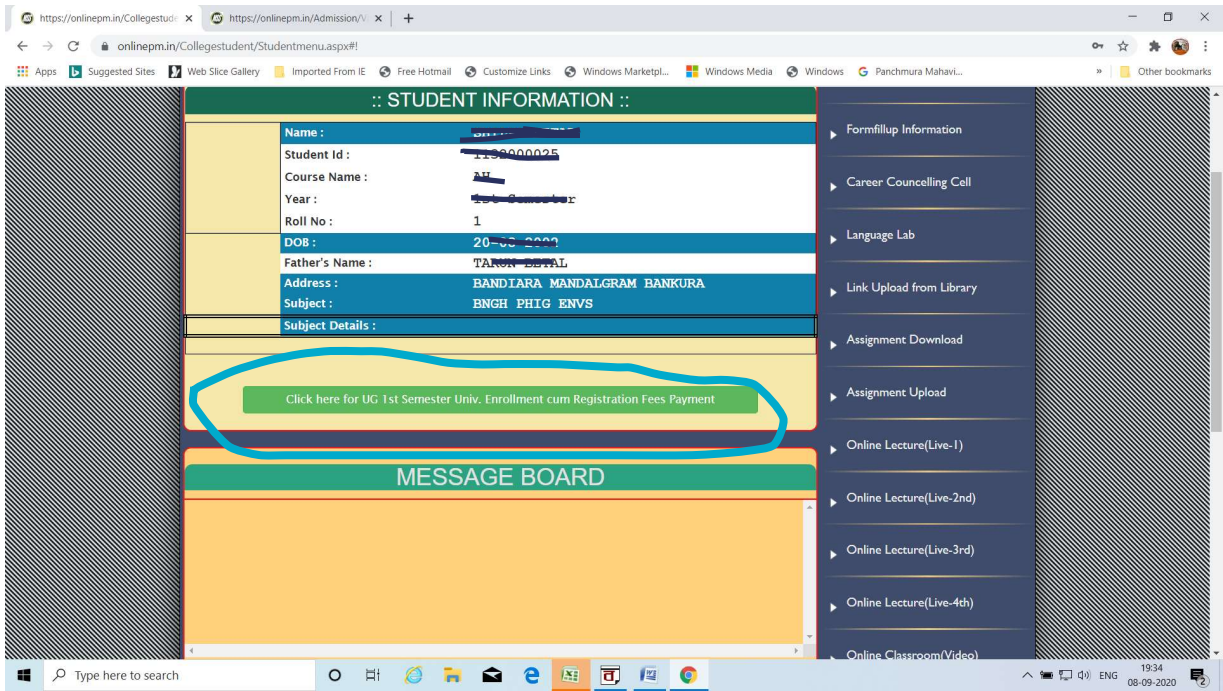 https://onlinepm.in/Collegestude
https://onlinepm.in/Admission/V
onlinepm.in/Collegestudent/Studentmenu.aspx#!
Apps Suggested Sites Web Slice Gallery Imported From IE Free Hotmail Customize Links Windows Marketpl... Windows Media Windows Panchmura Mahavi... » Other bookmarks
:: STUDENT INFORMATION ::
Name :
Student Id :
Course Name :
Year :
Roll No : 1
DOB :
Father's Name :
Address : BANDIARA MANDALGRAM BANKURA
Subject : BNGH PHIG ENVS
Subject Details :
Click here for UG 1st Semester Univ. Enrollment cum Registration Fees Payment
MESSAGE BOARD
Formfillup Information
Career Councelling Cell
Language Lab
Link Upload from Library
Assignment Download
Assignment Upload
Online Lecture(Live-1)
Online Lecture(Live-2nd)
Online Lecture(Live-3rd)
Online Lecture(Live-4th)
Online Classroom(Video)
Type here to search
ENG
19:34
08-09-2020
2